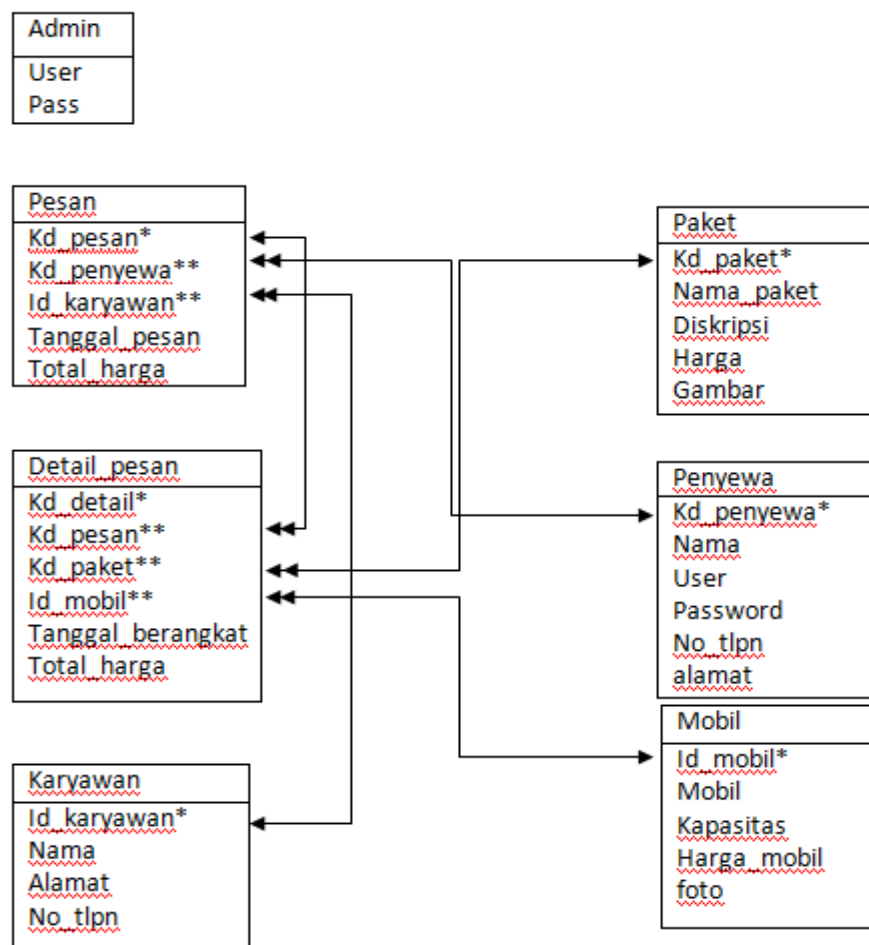 Admin
User
Pass
Pesan
Kd_pesan*
Kd_penyewa**
Id_karyawan**
Tanggal_pesan
Total_harga
Detail_pesan
Kd_detail*
Kd_pesan**
Kd_paket**
Id_mobil**
Tanggal_berangkat
Total_harga
Karyawan
Id_karyawan*
Nama
Alamat
No_tlpn
Paket
Kd_paket*
Nama_paket
Diskripsi
Harga
Gambar
Penyewa
Kd_penyewa*
Nama
User
Password
No_tlpn
alamat
Mobil
Id_mobil*
Mobil
Kapasitas
Harga_mobil
foto